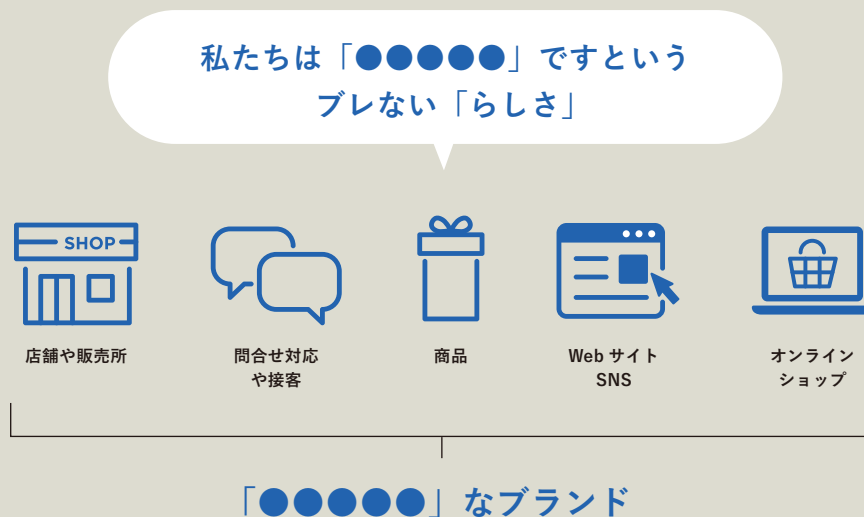 私たちは「●●●●●」ですという
ブレない「らしさ」
SHOP
店舗や販売所
問合せ対応
や接客
商品
Web サイト
SNS
オンライン
ショップ
「●●●●●」なブランド